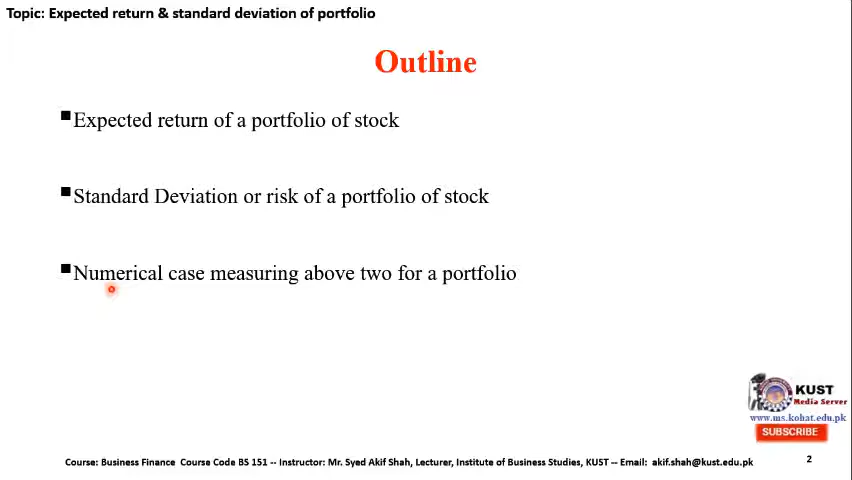 Topic: Expected return & standard deviation of portfolio
Outline
▪Expected return of a portfolio of stock
▪Standard Deviation or risk of a portfolio of stock
▪Numerical case measuring above two for a portfolio
KUST
Media Server
www.ms.kohat.edu.pk
SUBSCRIBE
Course: Business Finance Course Code BS 151 -- Instructor: Mr. Syed Akif Shah, Lecturer, Institute of Business Studies, KUST -- Email: akif.shah@kust.edu.pk
2